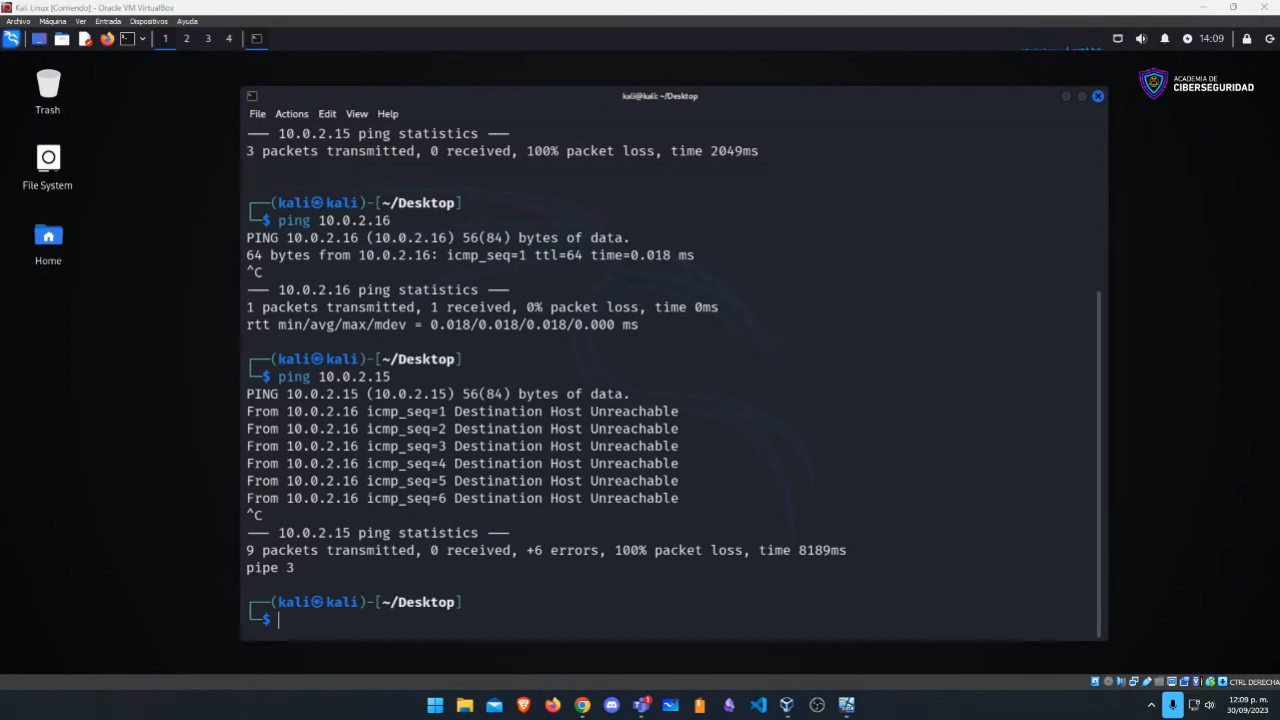 Kali Linux [Corriendo] - Oracle VM VirtualBox
Archivo Máquina Ver Entrada Dispositivos Ayuda
1 2 3 4
14:09
Trash
File System
Home
ACADEMIA DE
CIBERSEGURIDAD
kali@kali: ~/Desktop
File Actions Edit View Help
— 10.0.2.15 ping statistics —
3 packets transmitted, 0 received, 100% packet loss, time 2049ms
┌──(kali㉿kali)-[~/Desktop]
└─$ ping 10.0.2.16
PING 10.0.2.16 (10.0.2.16) 56(84) bytes of data.
64 bytes from 10.0.2.16: icmp_seq=1 ttl=64 time=0.018 ms
^C
— 10.0.2.16 ping statistics —
1 packets transmitted, 1 received, 0% packet loss, time 0ms
rtt min/avg/max/mdev = 0.018/0.018/0.018/0.000 ms
┌──(kali㉿kali)-[~/Desktop]
└─$ ping 10.0.2.15
PING 10.0.2.15 (10.0.2.15) 56(84) bytes of data.
From 10.0.2.16 icmp_seq=1 Destination Host Unreachable
From 10.0.2.16 icmp_seq=2 Destination Host Unreachable
From 10.0.2.16 icmp_seq=3 Destination Host Unreachable
From 10.0.2.16 icmp_seq=4 Destination Host Unreachable
From 10.0.2.16 icmp_seq=5 Destination Host Unreachable
From 10.0.2.16 icmp_seq=6 Destination Host Unreachable
^C
— 10.0.2.15 ping statistics —
9 packets transmitted, 0 received, +6 errors, 100% packet loss, time 8189ms
pipe 3
┌──(kali㉿kali)-[~/Desktop]
└─$
CTRL DERECHA
12:09 p. m.
30/09/2023